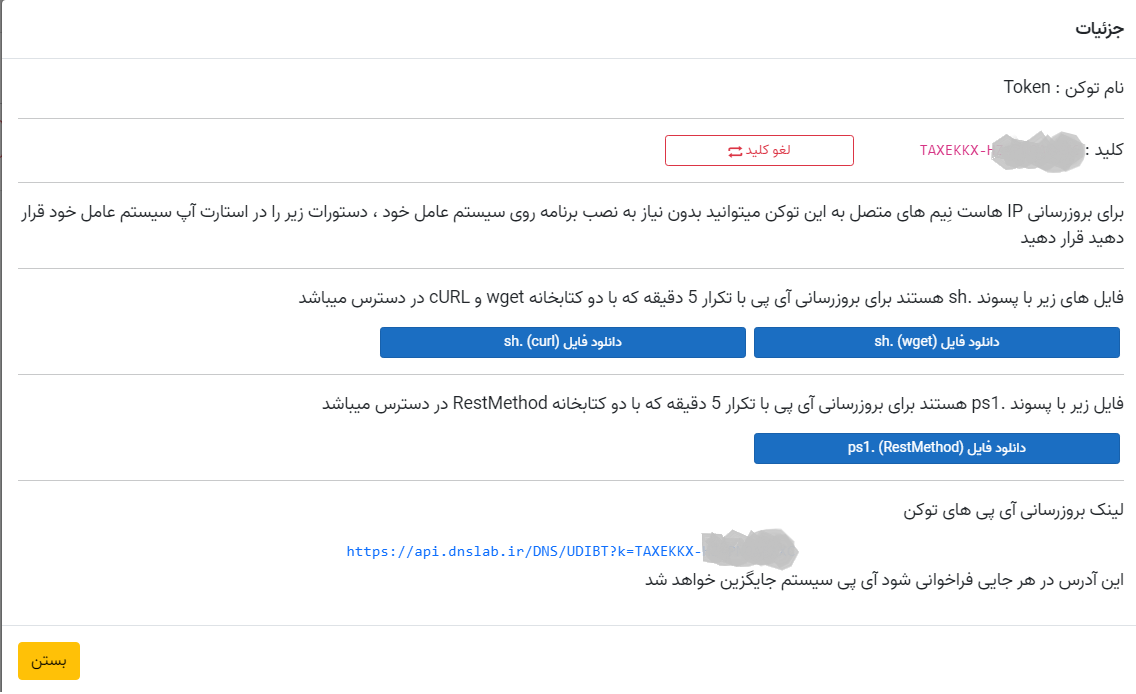 جزئیات
نام توکن : Token
کلید : TAXEKKX-H
لغو کلید
برای بروزرسانی IP هاست نِیم های متصل به این توکن میتوانید بدون نیاز به نصب برنامه روی سیستم عامل خود ، دستورات زیر را در استارت آپ سیستم عامل خود قرار
دهید قرار دهید
فایل های زیر با پسوند .sh هستند برای بروزرسانی آی پی با تکرار 5 دقیقه که با دو کتابخانه wget و cURL در دسترس میباشد
دانلود فایل sh. (wget)
دانلود فایل sh. (curl)
فایل زیر با پسوند .ps1 هستند برای بروزرسانی آی پی با تکرار 5 دقیقه که با دو کتابخانه RestMethod در دسترس میباشد
دانلود فایل ps1. (RestMethod)
لینک بروزرسانی آی پی های توکن
https://api.dnslab.ir/DNS/UDIBT?k=TAXEKKX-
این آدرس در هر جایی فراخوانی شود آی پی سیستم جایگزین خواهد شد
بستن